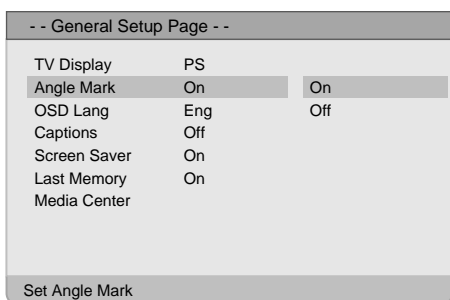 - - General Setup Page - -
TV Display PS
Angle Mark On On
OSD Lang Eng Off
Captions Off
Screen Saver On
Last Memory On
Media Center
Set Angle Mark